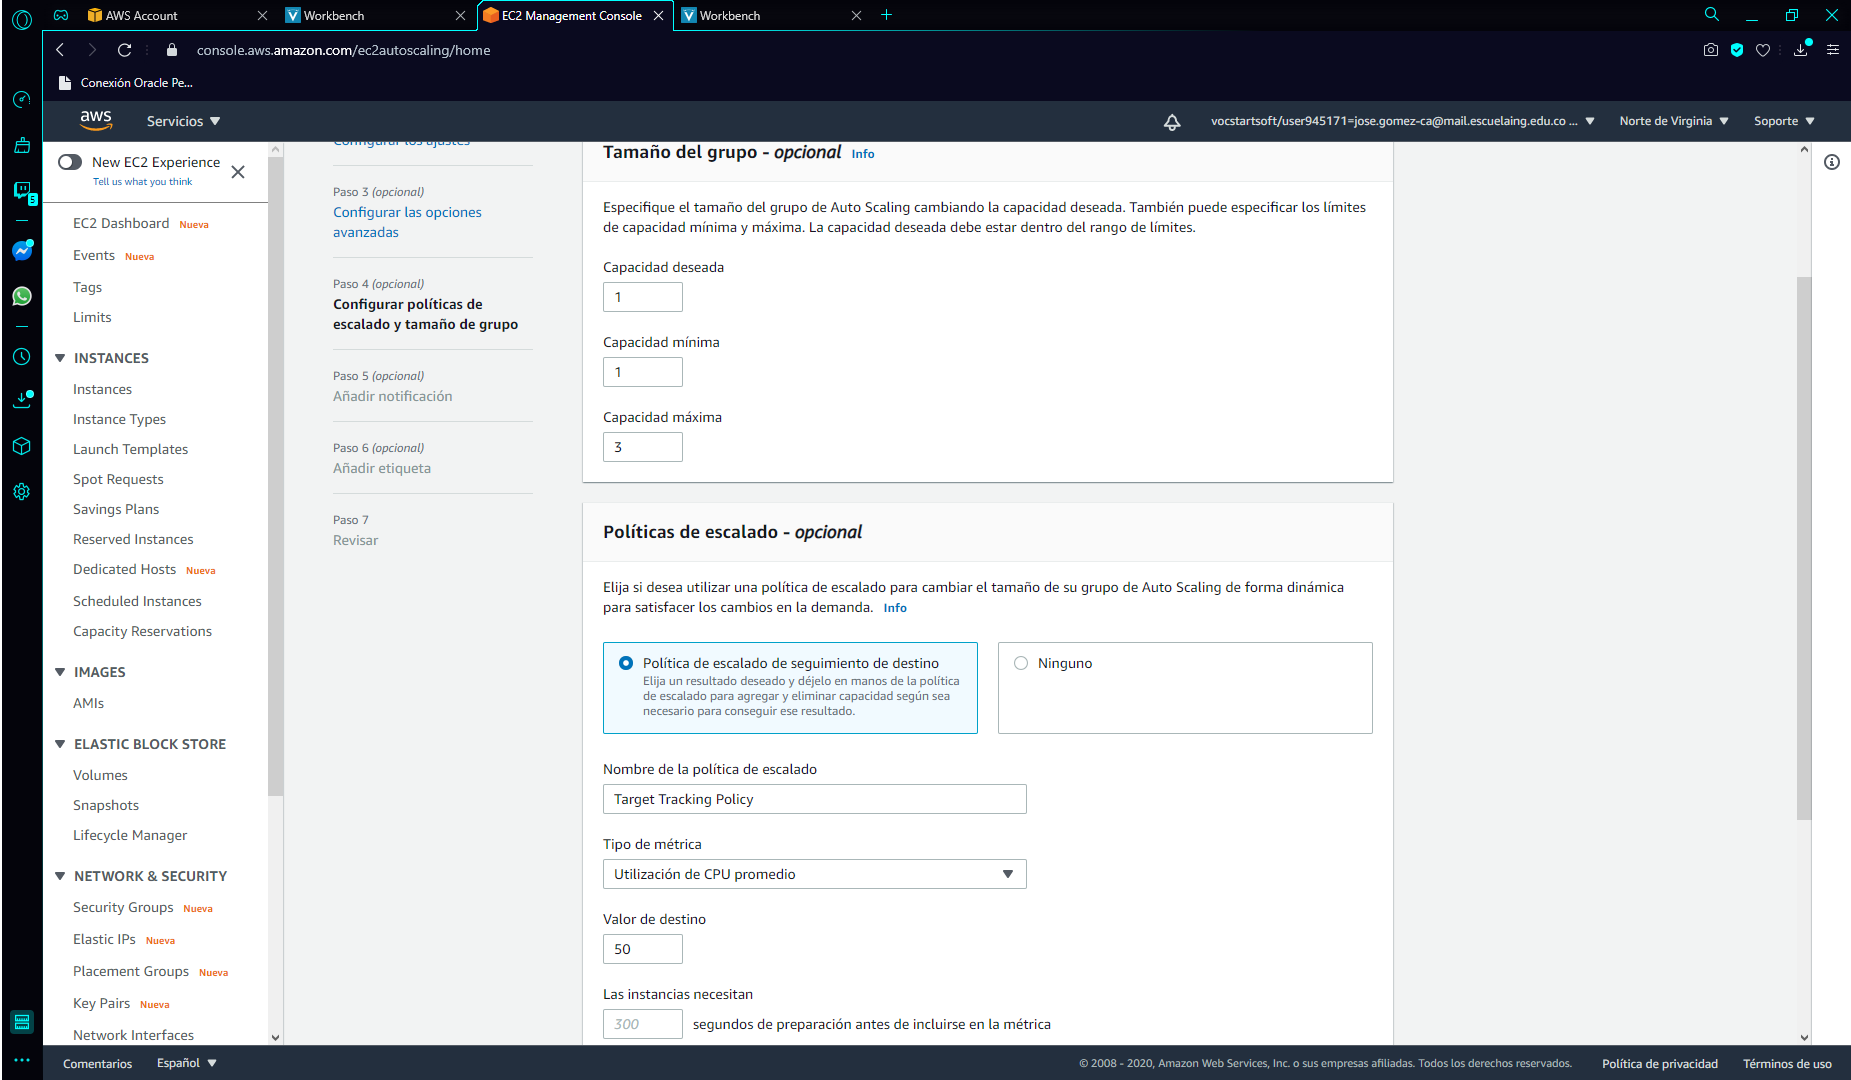 AWS Account
Workbench
EC2 Management Console
Workbench
console.aws.amazon.com/ec2autoscaling/home
Conexión Oracle Pe...
aws
Servicios
vocstartsoft/user945171=jose.gomez-ca@mail.escuelaing.edu.co ...
Norte de Virginia
Soporte
5
New EC2 Experience
Tell us what you think
EC2 Dashboard Nueva
Events Nueva
Tags
Limits
INSTANCES
Instances
Instance Types
Launch Templates
Spot Requests
Savings Plans
Reserved Instances
Dedicated Hosts Nueva
Scheduled Instances
Capacity Reservations
IMAGES
AMIs
ELASTIC BLOCK STORE
Volumes
Snapshots
Lifecycle Manager
NETWORK & SECURITY
Security Groups Nueva
Elastic IPs Nueva
Placement Groups Nueva
Key Pairs Nueva
Network Interfaces
Configurar los ajustes
Paso 3 (opcional)
Configurar las opciones
avanzadas
Paso 4 (opcional)
Configurar políticas de
escalado y tamaño de grupo
Paso 5 (opcional)
Añadir notificación
Paso 6 (opcional)
Añadir etiqueta
Paso 7
Revisar
Tamaño del grupo - opcional Info
Especifique el tamaño del grupo de Auto Scaling cambiando la capacidad deseada. También puede especificar los límites
de capacidad mínima y máxima. La capacidad deseada debe estar dentro del rango de límites.
Capacidad deseada
1
Capacidad mínima
1
Capacidad máxima
3
Políticas de escalado - opcional
Elija si desea utilizar una política de escalado para cambiar el tamaño de su grupo de Auto Scaling de forma dinámica
para satisfacer los cambios en la demanda. Info
Política de escalado de seguimiento de destino
Elija un resultado deseado y déjelo en manos de la política
de escalado para agregar y eliminar capacidad según sea
necesario para conseguir ese resultado.
Ninguno
Nombre de la política de escalado
Target Tracking Policy
Tipo de métrica
Utilización de CPU promedio
Valor de destino
50
Las instancias necesitan
300 segundos de preparación antes de incluirse en la métrica
Comentarios
Español
© 2008 - 2020, Amazon Web Services, Inc. o sus empresas afiliadas. Todos los derechos reservados.
Política de privacidad
Términos de uso